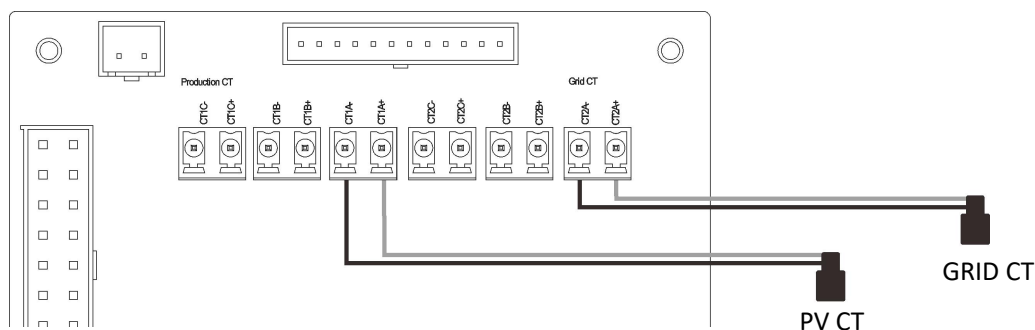 Production CT
Grid CT
CT1C-
CT1C+
CT1B-
CT1B+
CT1A-
CT1A+
CT2C-
CT2C+
CT2B-
CT2B+
CT2A-
CT2A+
GRID CT
PV CT